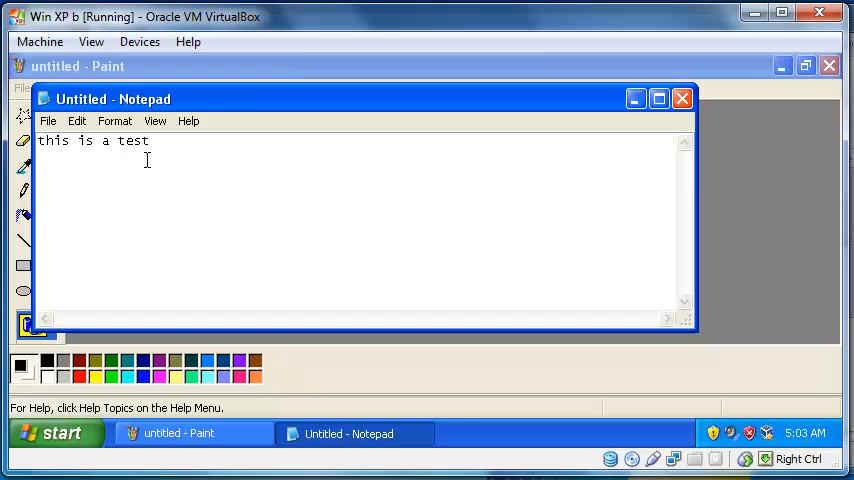 Win XP b [Running] - Oracle VM VirtualBox
Machine View Devices Help
untitled - Paint
Untitled - Notepad
File Edit Format View Help
this is a test
For Help, click Help Topics on the Help Menu.
start untitled - Paint Untitled - Notepad 5:03 AM
Right Ctrl